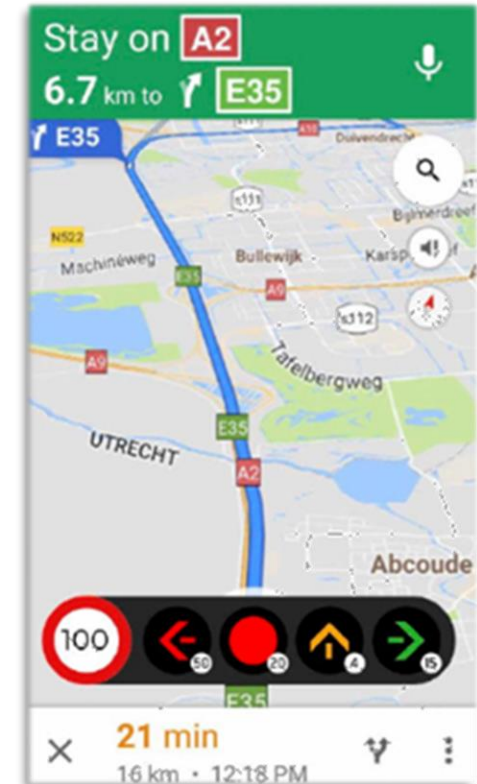 Stay on A2
6.7 km to E35
E35
A10
Duivendrecht
s111
Bijlmerdreef
N522
Machineweg
Bullewijk
Karsp
E35
A9
s112
A9
Tafelbergweg
E35
UTRECHT
A2
Abcoude
100
50
20
4
15
E35
21 min
16 km • 12:18 PM